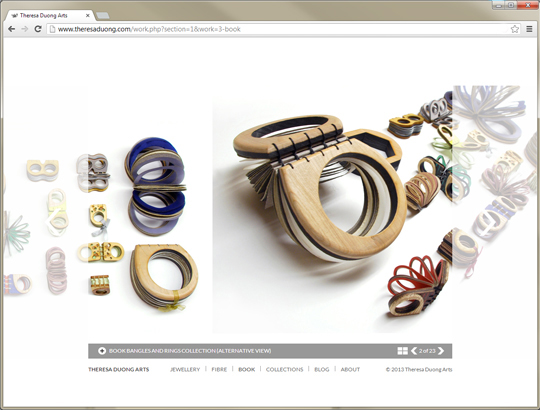 Theresa Duong Arts
www.theresaduong.com/work.php?section=1&work=3-book
BOOK BANGLES AND RINGS COLLECTION (ALTERNATIVE VIEW)
2 of 23
THERESA DUONG ARTS JEWELLERY | FIBRE | BOOK | COLLECTIONS | BLOG | ABOUT © 2013 Theresa Duong Arts